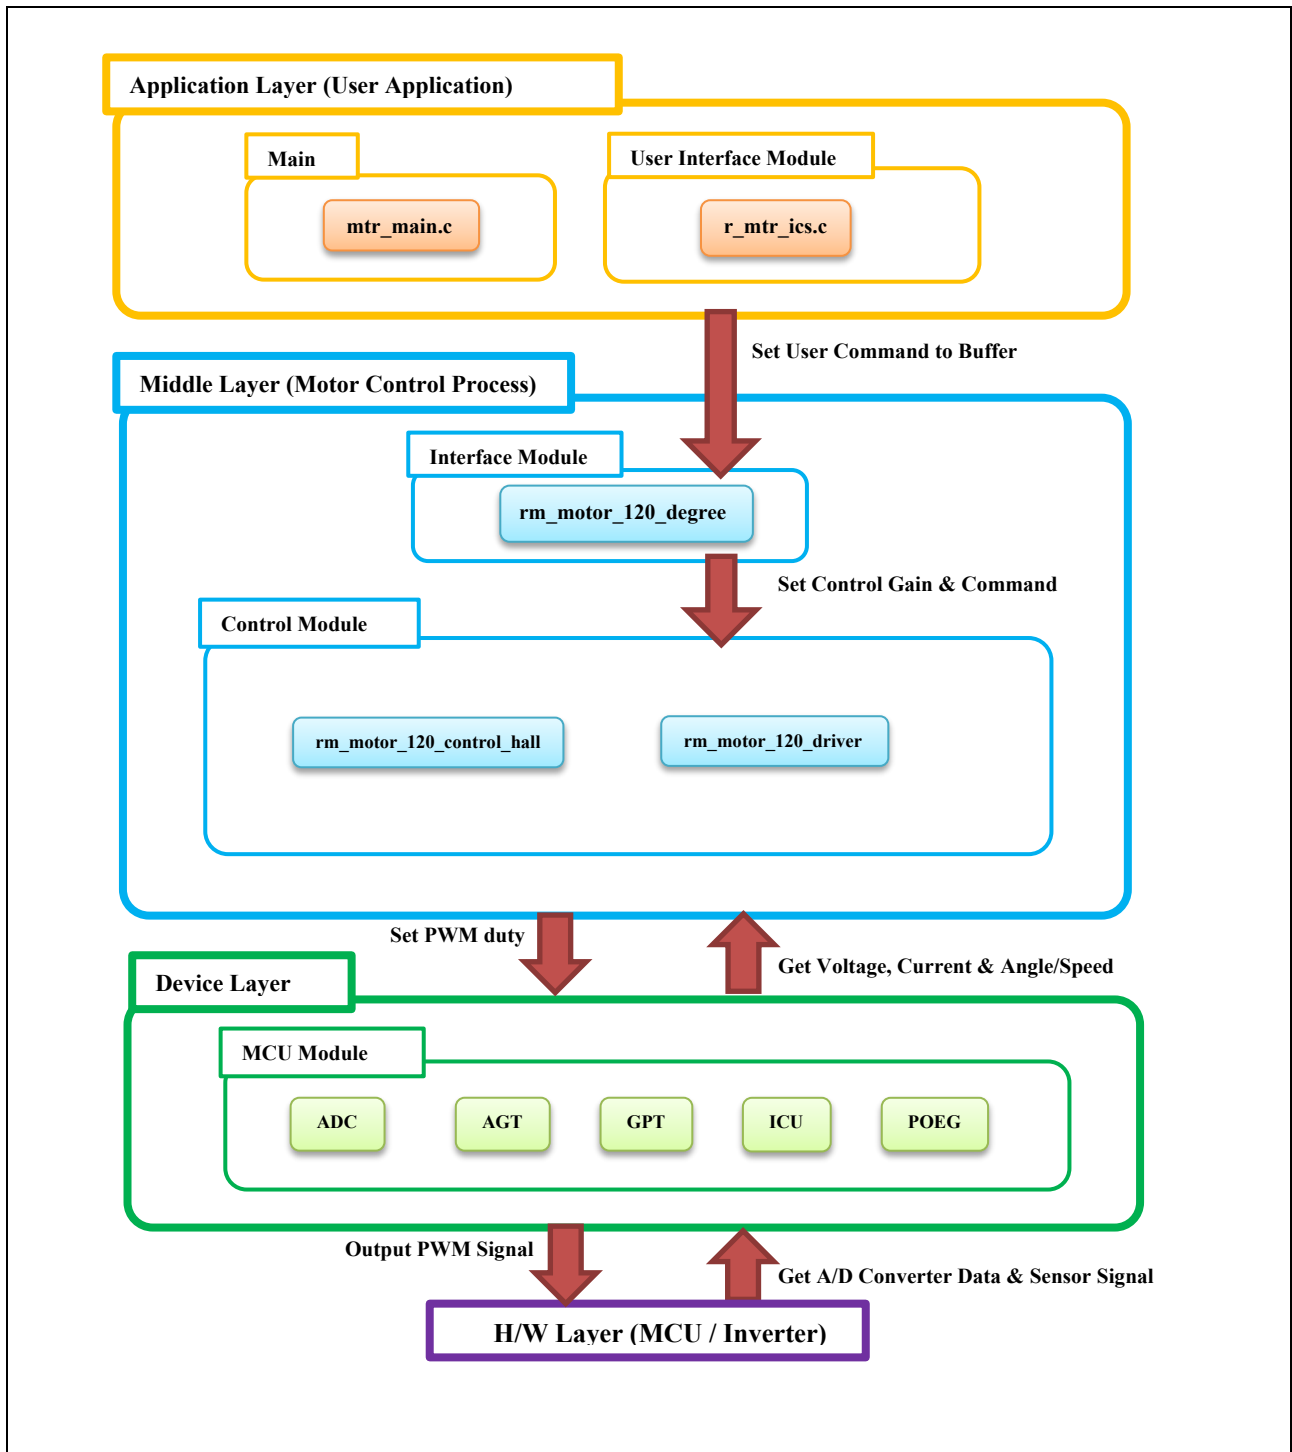 Application Layer (User Application)
Main
User Interface Module
mtr_main.c
r_mtr_ics.c
Set User Command to Buffer
Middle Layer (Motor Control Process)
Interface Module
rm_motor_120_degree
Set Control Gain & Command
Control Module
rm_motor_120_control_hall
rm_motor_120_driver
Set PWM duty
Get Voltage, Current & Angle/Speed
Device Layer
MCU Module
ADC
AGT
GPT
ICU
POEG
Output PWM Signal
Get A/D Converter Data & Sensor Signal
H/W Layer (MCU / Inverter)